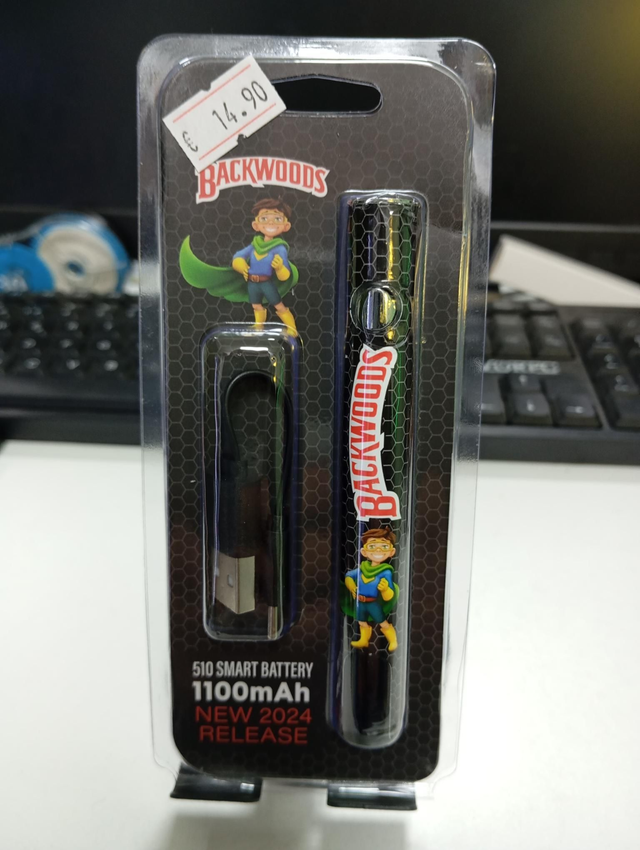 € 14.90
BACKWOODS
BACKWOODS
510 SMART BATTERY
1100mAh
NEW 2024
RELEASE